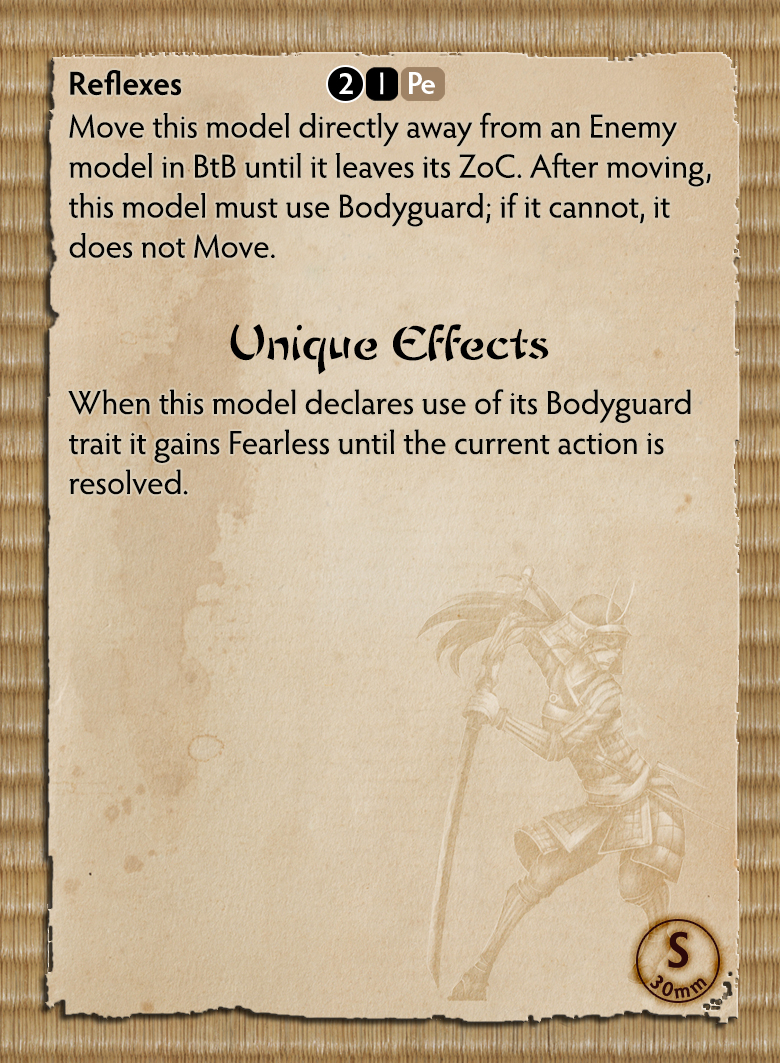 Reflexes 2 1 Pe
Move this model directly away from an Enemy
model in BtB until it leaves its ZoC. After moving,
this model must use Bodyguard; if it cannot, it
does not Move.
Unique Effects
When this model declares use of its Bodyguard
trait it gains Fearless until the current action is
resolved.
S
30mm